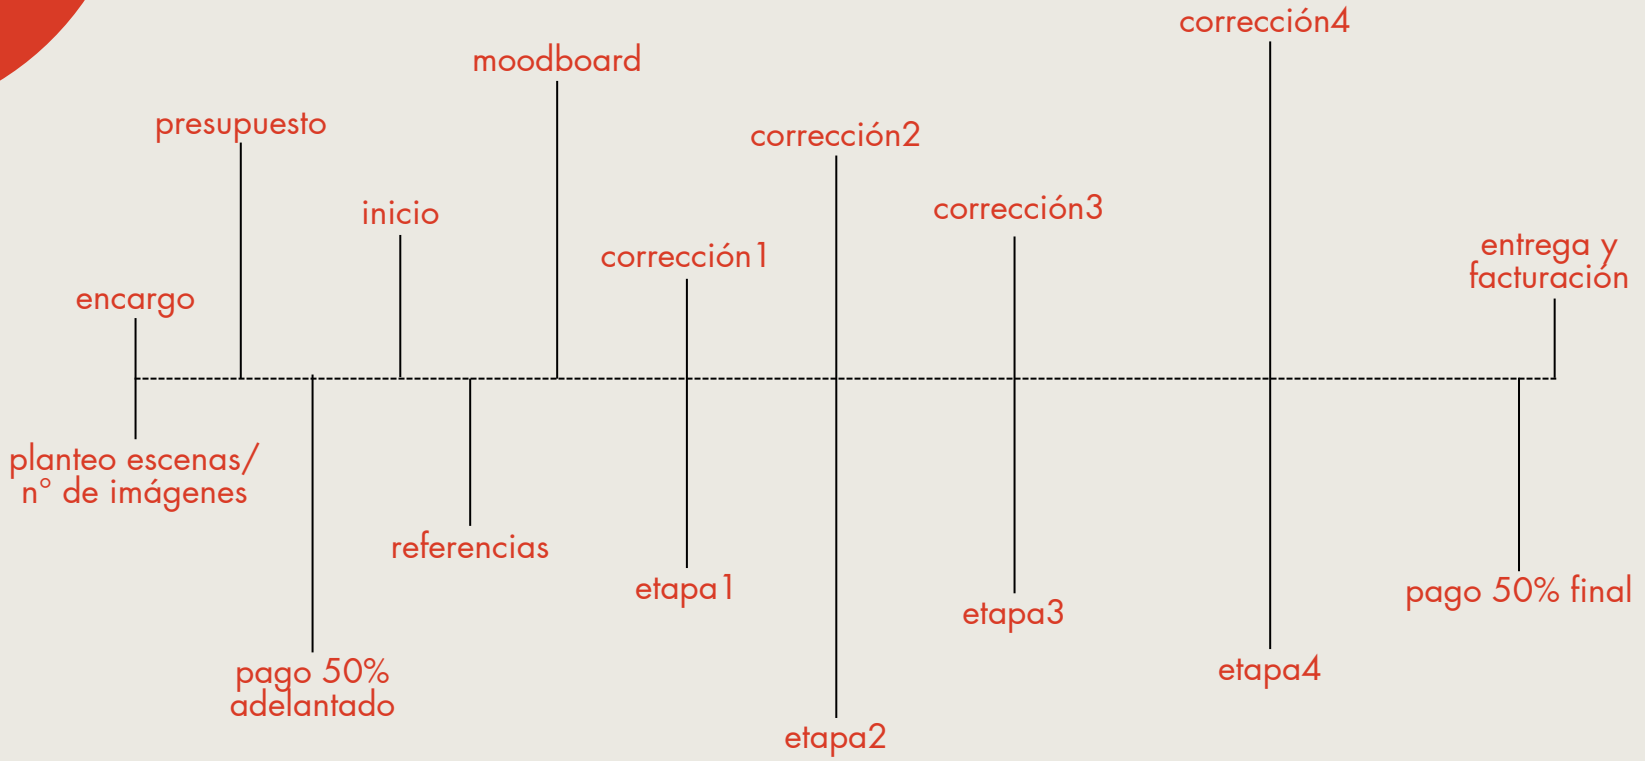 corrección4
moodboard
presupuesto
corrección2
inicio
corrección3
corrección1
entrega y
facturación
encargo
planteo escenas/
nº de imágenes
referencias
etapa1
pago 50% final
etapa3
pago 50%
adelantado
etapa4
etapa2